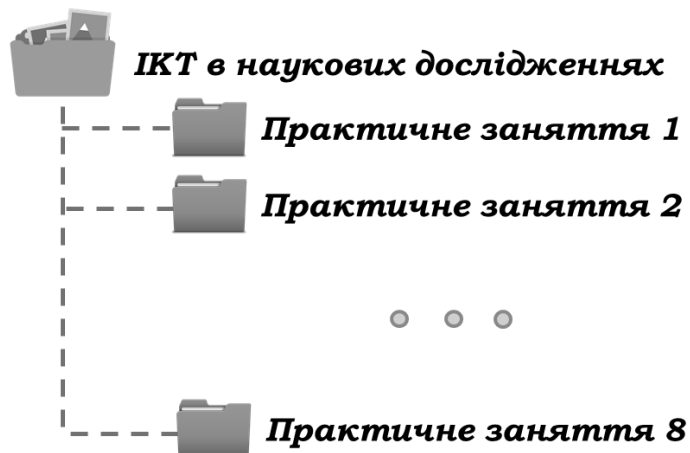 ІКТ в наукових дослідженнях
Практичне заняття 1
Практичне заняття 2
Практичне заняття 8